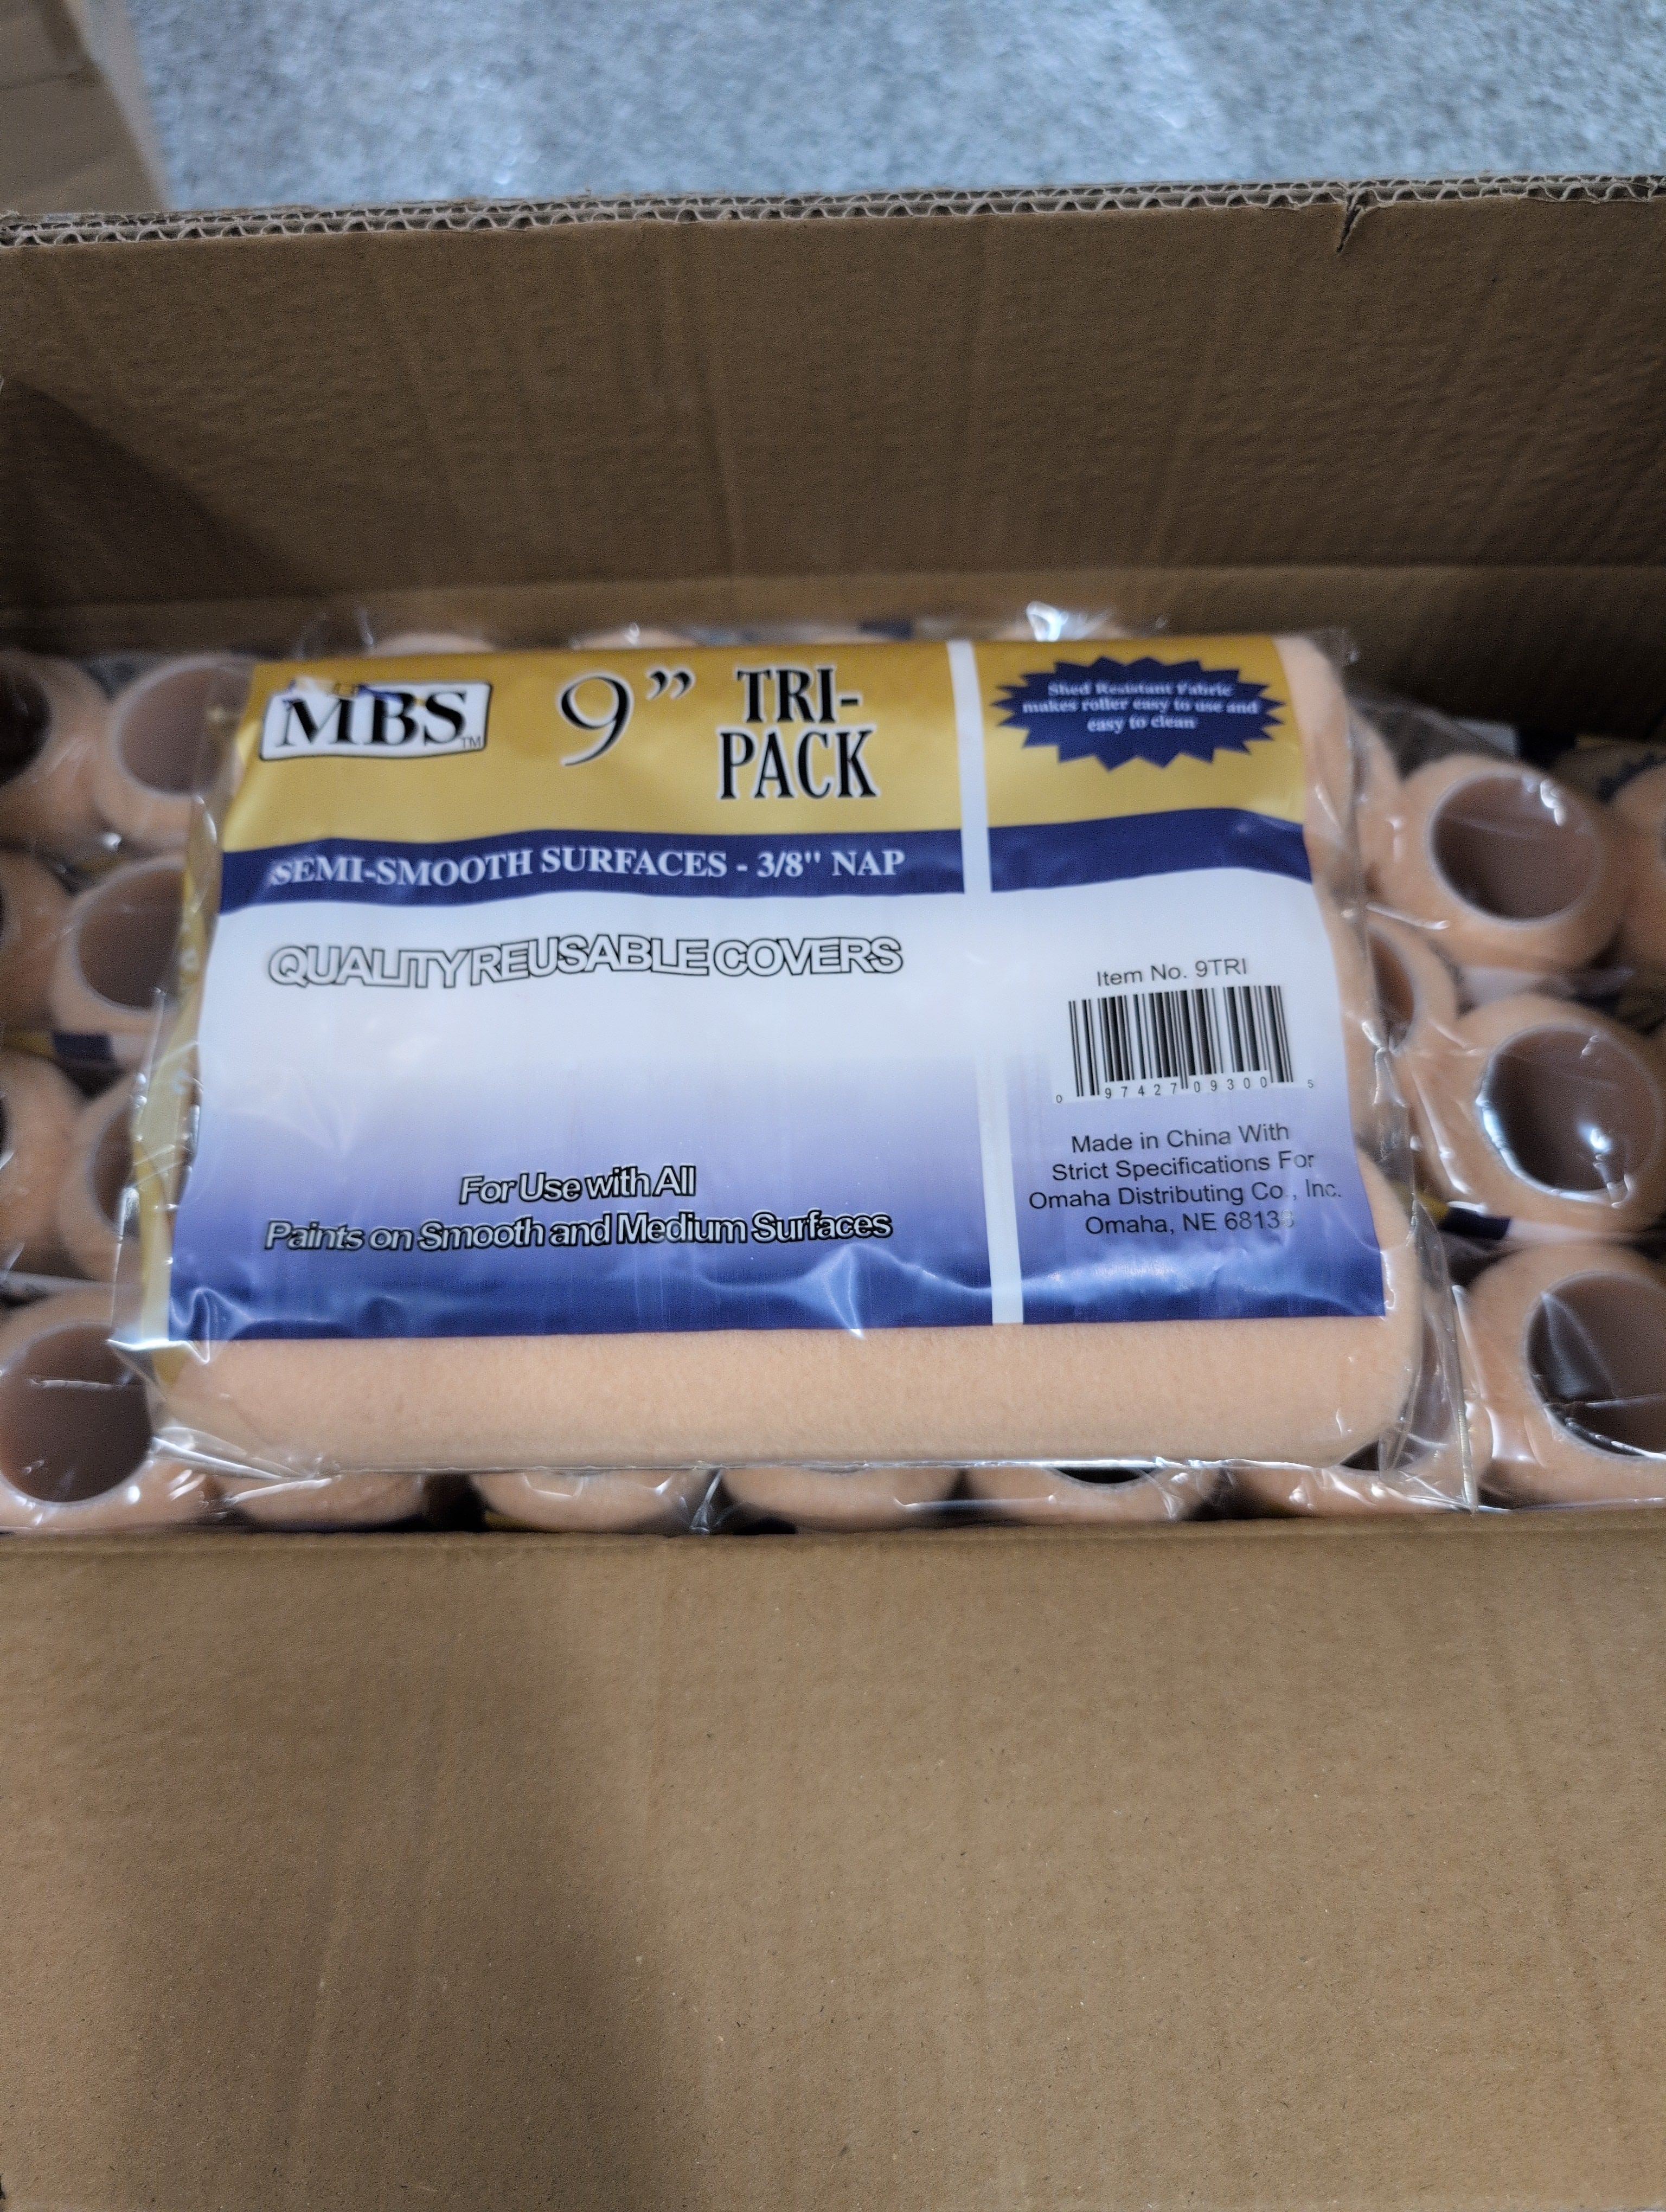 MBS
TM
9” TRI-
PACK
Shed Resistant Fabric
makes roller easy to use and
easy to clean
SEMI-SMOOTH SURFACES - 3/8" NAP
QUALITY REUSABLE COVERS
Item No. 9TRI
0 97427 09300 5
For Use with All
Paints on Smooth and Medium Surfaces
Made in China With
Strict Specifications For
Omaha Distributing Co., Inc.
Omaha, NE